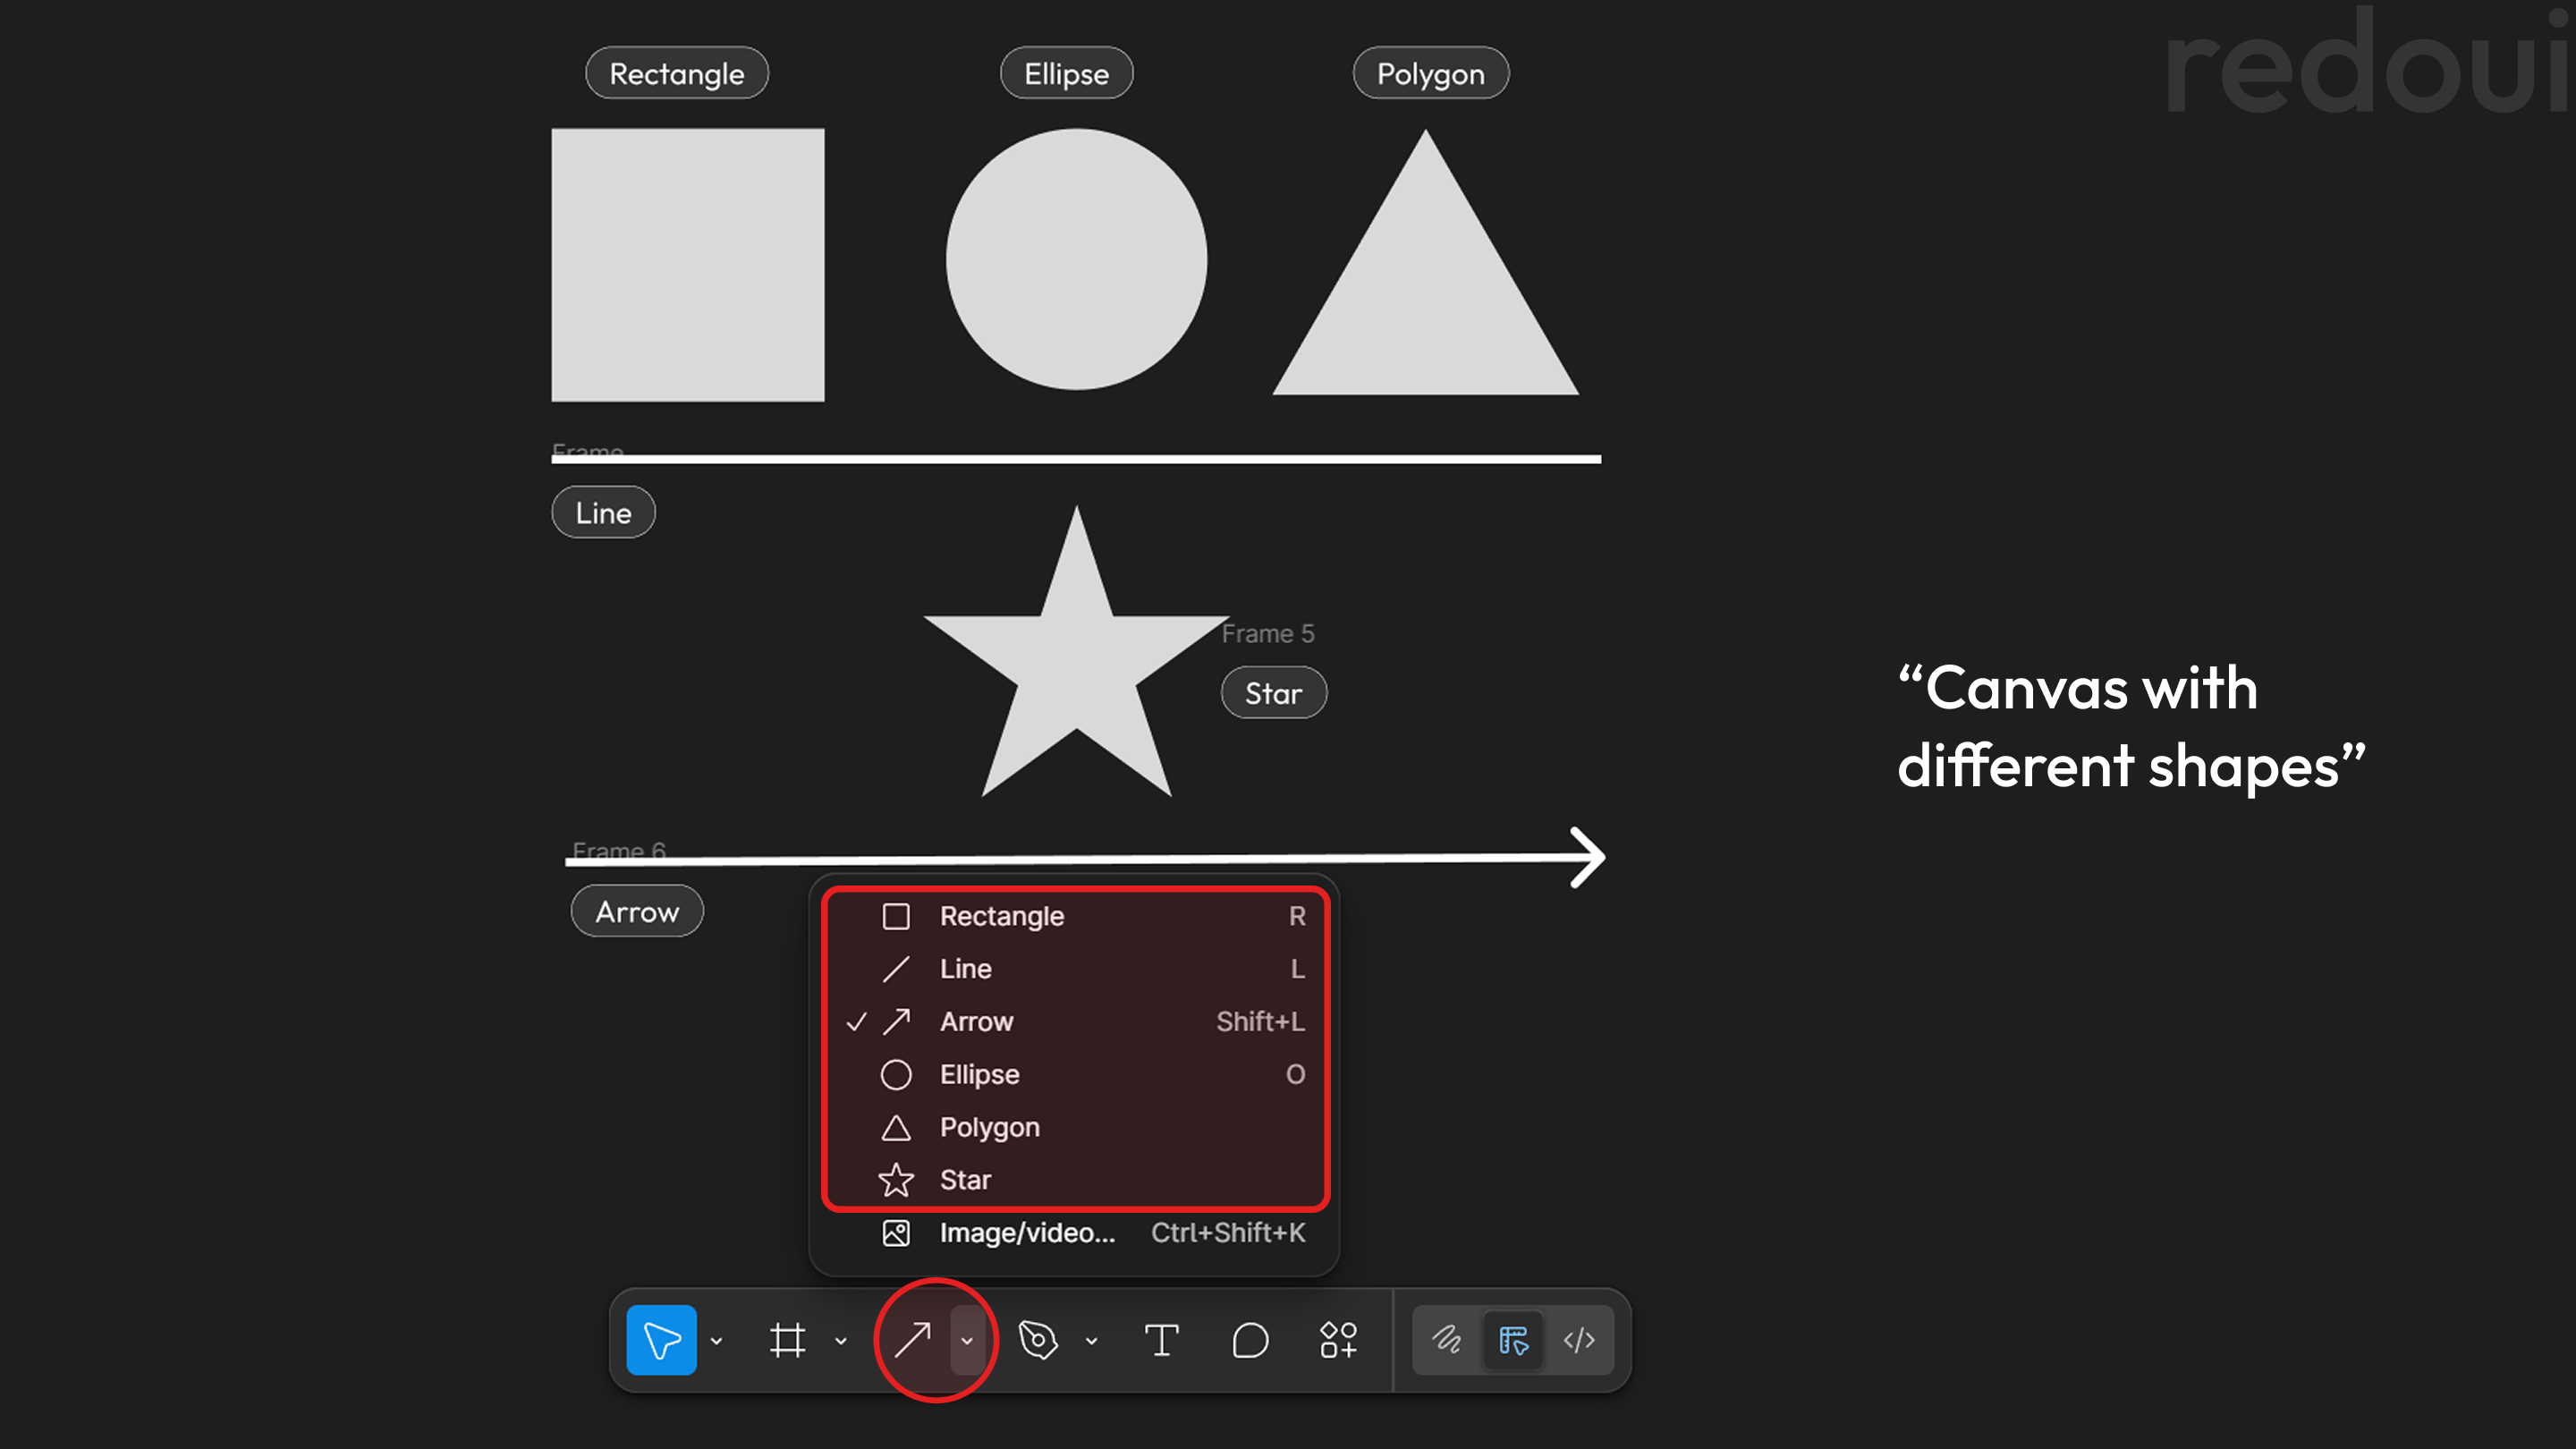 redoui
Rectangle
Ellipse
Polygon
Frame
Line
Frame 5
Star
“Canvas with
different shapes”
Frame 6
Arrow
Rectangle R
Line L
Arrow Shift+L
Ellipse O
Polygon
Star
Image/video... Ctrl+Shift+K